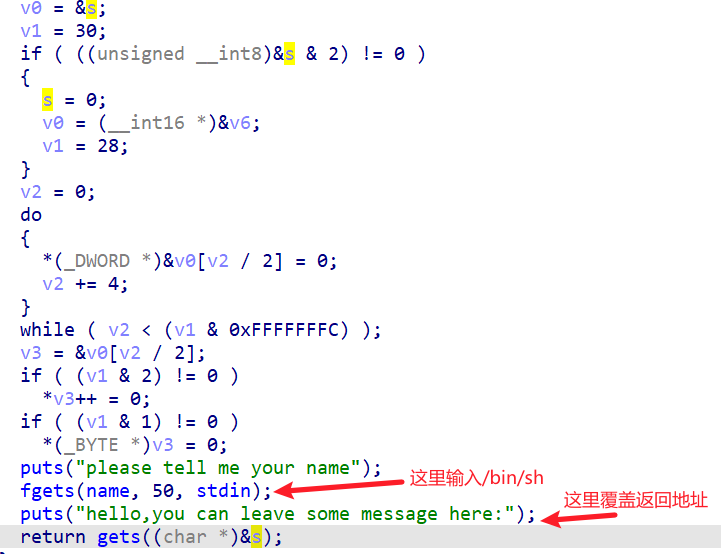 v0 = &s;
v1 = 30;
if ( ((unsigned __int8)&s & 2) != 0 )
{
s = 0;
v0 = (__int16 *)&v6;
v1 = 28;
}
v2 = 0;
do
{
*(_DWORD *)&v0[v2 / 2] = 0;
v2 += 4;
}
while ( v2 < (v1 & 0xFFFFFFFC) );
v3 = &v0[v2 / 2];
if ( (v1 & 2) != 0 )
*v3++ = 0;
if ( (v1 & 1) != 0 )
*(_BYTE *)v3 = 0;
puts("please tell me your name");
fgets(name, 50, stdin);
这里输入/bin/sh
puts("hello,you can leave some message here:");
这里覆盖返回地址
return gets((char *)&s);